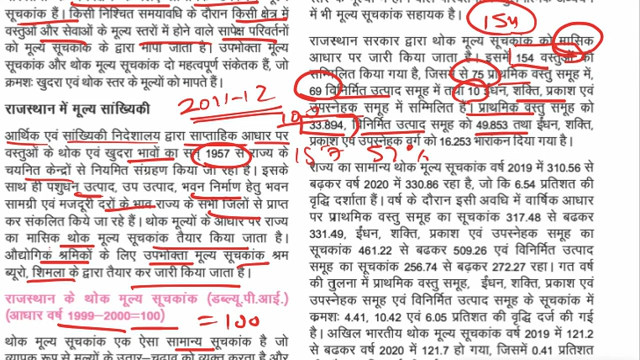 सूचकांक हैं। किसी निश्चित समयावधि के दौरान किसी क्षेत्र में
वस्तुओं और सेवाओं के मूल्य स्तरों में होने वाले सापेक्ष परिवर्तनों
को मूल्य सूचकांक के द्वारा मापा जाता है। उपभोक्ता मूल्य
सूचकांक और थोक मूल्य सूचकांक दो महत्वपूर्ण संकेतक हैं, जो
क्रमशः खुदरा एवं थोक स्तर के मूल्यों को मापते हैं।
राजस्थान में मूल्य सांख्यिकी
2011-12
आर्थिक एवं सांख्यिकी निदेशालय द्वारा साप्ताहिक आधार पर
वस्तुओं के थोक एवं खुदरा भावों का सन् 1957 से राज्य के
चयनित केन्द्रों से नियमित संग्रहण किया जा रहा है। इसके
साथ ही पशुधन उत्पाद, उप उत्पाद, भवन निर्माण हेतु भवन
सामग्री एवं मजदूरी दरों के भाव राज्य के सभी जिलों से प्राप्त
कर संकलित किये जा रहे हैं। थोक मूल्यों के आधार पर राज्य
का मासिक थोक मूल्य सूचकांक तैयार किया जाता है।
औद्योगिक श्रमिकों के लिए उपभोक्ता मूल्य सूचकांक श्रम
ब्यूरो, शिमला के द्वारा तैयार कर जारी किया जाता है।
राजस्थान के थोक मूल्य सूचकांक (डब्ल्यू.पी.आई.)
(आधार वर्ष 1999-2000=100)
= 100
थोक मूल्य सूचकांक एक ऐसा सामान्य सूचकांक है जो
व्यापक रूप से मूल्यों के उतार-चढ़ाव को व्यक्त करता है और
में भी मूल्य सूचकांक सहायक है।
154
राजस्थान सरकार द्वारा थोक मूल्य सूचकांक को मासिक
आधार पर जारी किया जाता है। इसमें 154 वस्तुओं को
सम्मिलित किया गया है, जिसमें से 75 प्राथमिक वस्तु समूह में,
69 विनिर्मित उत्पाद समूह में तथा 10 ईंधन, शक्ति, प्रकाश एवं
उपस्नेहक समूह में सम्मिलित हैं। प्राथमिक वस्तु समूह को
33.894, विनिर्मित उत्पाद समूह को 49.853 तथा ईंधन, शक्ति,
प्रकाश एवं उपस्नेहक वर्ग को 16.253 भारांकन दिया गया है।
57%
राज्य का सामान्य थोक मूल्य सूचकांक वर्ष 2019 में 310.56
से बढ़कर वर्ष 2020 में 330.86 रहा, जो कि 6.54 प्रतिशत की
वृद्धि दर्शाता है। वर्ष के दौरान इसी अवधि में वार्षिक आधार
पर प्राथमिक वस्तु समूह का सूचकांक 317.48 से बढ़कर
331.49, ईंधन, शक्ति, प्रकाश एवं उपस्नेहक समूह का
सूचकांक 461.22 से बढ़कर 509.26 एवं विनिर्मित उत्पाद
समूह का सूचकांक 256.74 से बढ़कर 272.27 रहा। गत वर्ष
की तुलना में प्राथमिक वस्तु समूह, ईंधन, शक्ति, प्रकाश एवं
उपस्नेहक समूह एवं विनिर्मित उत्पाद समूह के सूचकांक में
क्रमशः 4.41, 10.42 एवं 6.05 प्रतिशत वृद्धि दर्ज की गई
है। अखिल भारतीय थोक मूल्य सूचकांक वर्ष 2019 में 121.2
से बढ़कर वर्ष 2020 में 121.7 हो गया, जिसमें 0.41 प्रतिशत